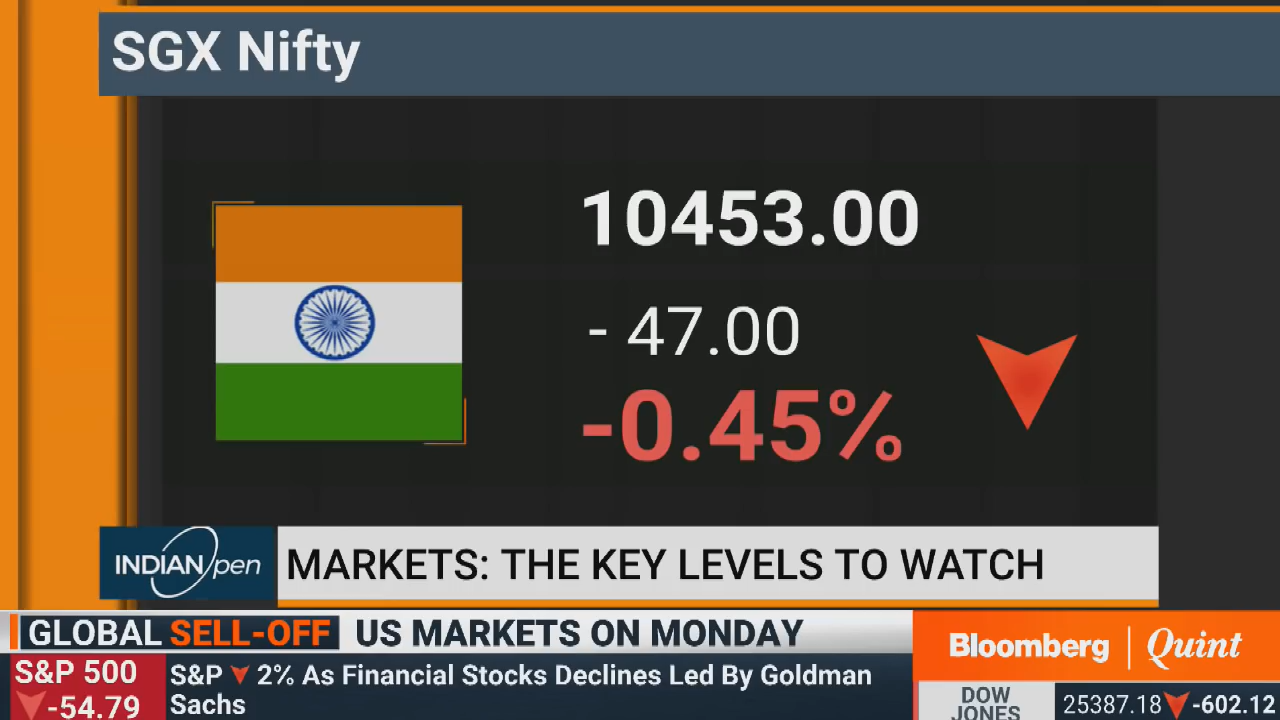 SGX Nifty
10453.00
- 47.00
-0.45%
INDIAN pen
MARKETS: THE KEY LEVELS TO WATCH
GLOBAL SELL-OFF US MARKETS ON MONDAY
Bloomberg | Quint
S&P 500
-54.79
S&P 2% As Financial Stocks Declines Led By Goldman
Sachs
DOW
JONES
25387.18 -602.12